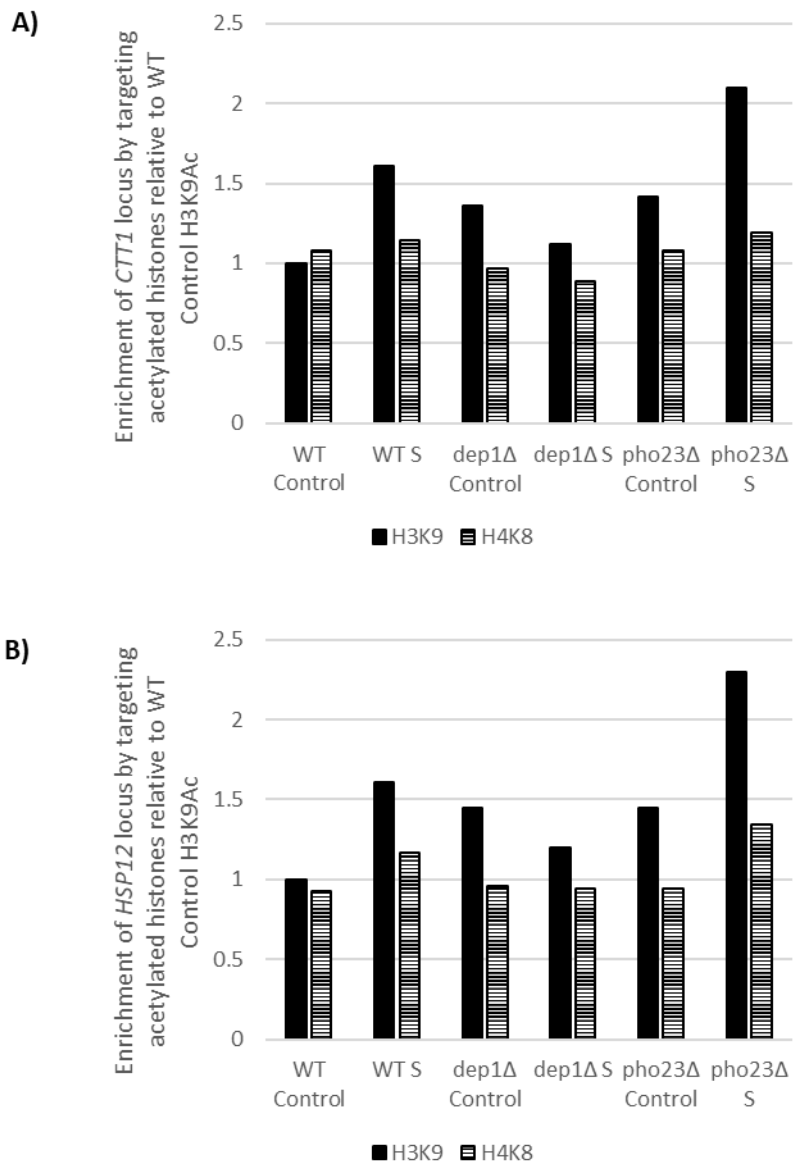 A)
Enrichment of CTT1 locus by targeting
acetylated histones relative to WT
Control H3K9Ac
2.5
2
1.5
1
0.5
0
WT
Control
WT S
dep1Δ
Control
dep1Δ S
pho23Δ
Control
pho23Δ
S
H3K9
H4K8
B)
Enrichment of HSP12 locus by targeting
acetylated histones relative to WT
Control H3K9Ac
2.5
2
1.5
1
0.5
0
WT
Control
WT S
dep1Δ
Control
dep1Δ S
pho23Δ
Control
pho23Δ
S
H3K9
H4K8